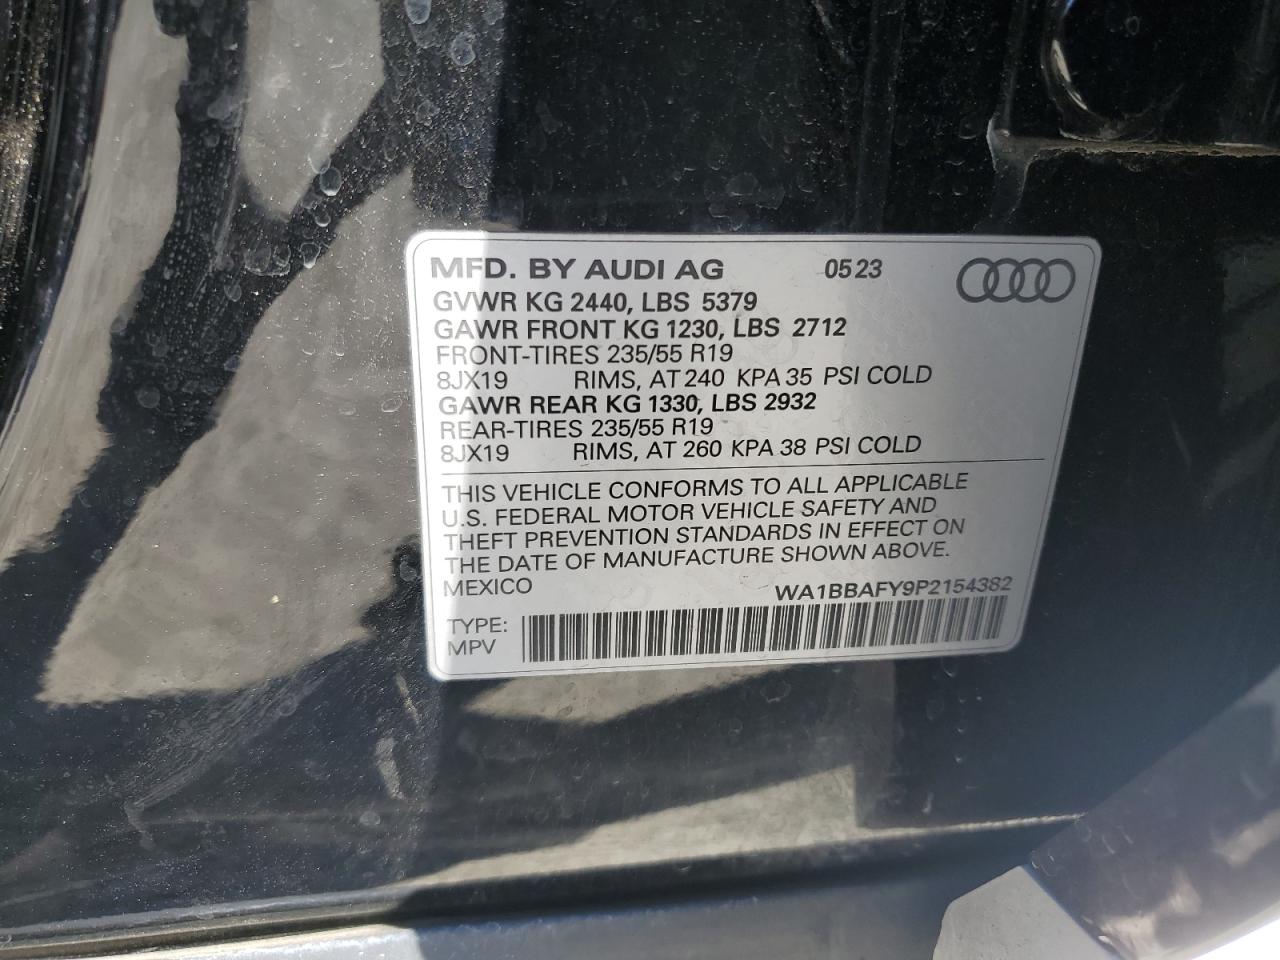 MFD. BY AUDI AG 0523
GVWR KG 2440, LBS 5379
GAWR FRONT KG 1230, LBS 2712
FRONT-TIRES 235/55 R19
8JX19 RIMS, AT 240 KPA 35 PSI COLD
GAWR REAR KG 1330, LBS 2932
REAR-TIRES 235/55 R19
8JX19 RIMS, AT 260 KPA 38 PSI COLD
THIS VEHICLE CONFORMS TO ALL APPLICABLE
U.S. FEDERAL MOTOR VEHICLE SAFETY AND
THEFT PREVENTION STANDARDS IN EFFECT ON
THE DATE OF MANUFACTURE SHOWN ABOVE.
MEXICO WA1BBAFY9P2154382
TYPE:
MPV